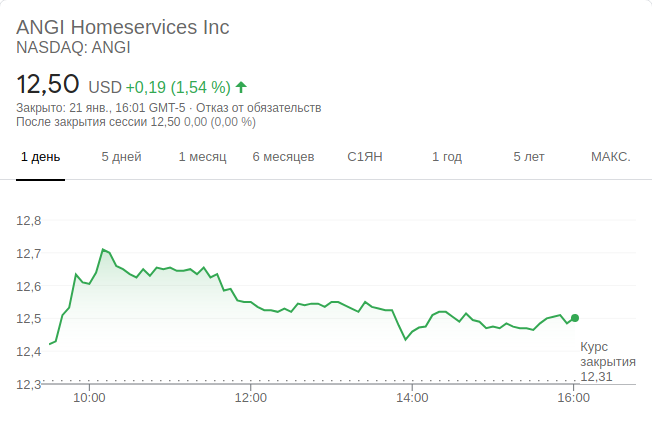 ANGI Homeservices Inc
NASDAQ: ANGI
12,50 USD +0,19 (1,54 %)
Закрыто: 21 янв., 16:01 GMT-5 · Отказ от обязательств
После закрытия сессии 12,50 0,00 (0,00 %)
1 день 5 дней 1 месяц 6 месяцев С1ЯН 1 год 5 лет МАКС.
12,8
12,7
12,6
12,5
12,4
12,3
Курс
закрытия
12,31
10:00 12:00 14:00 16:00